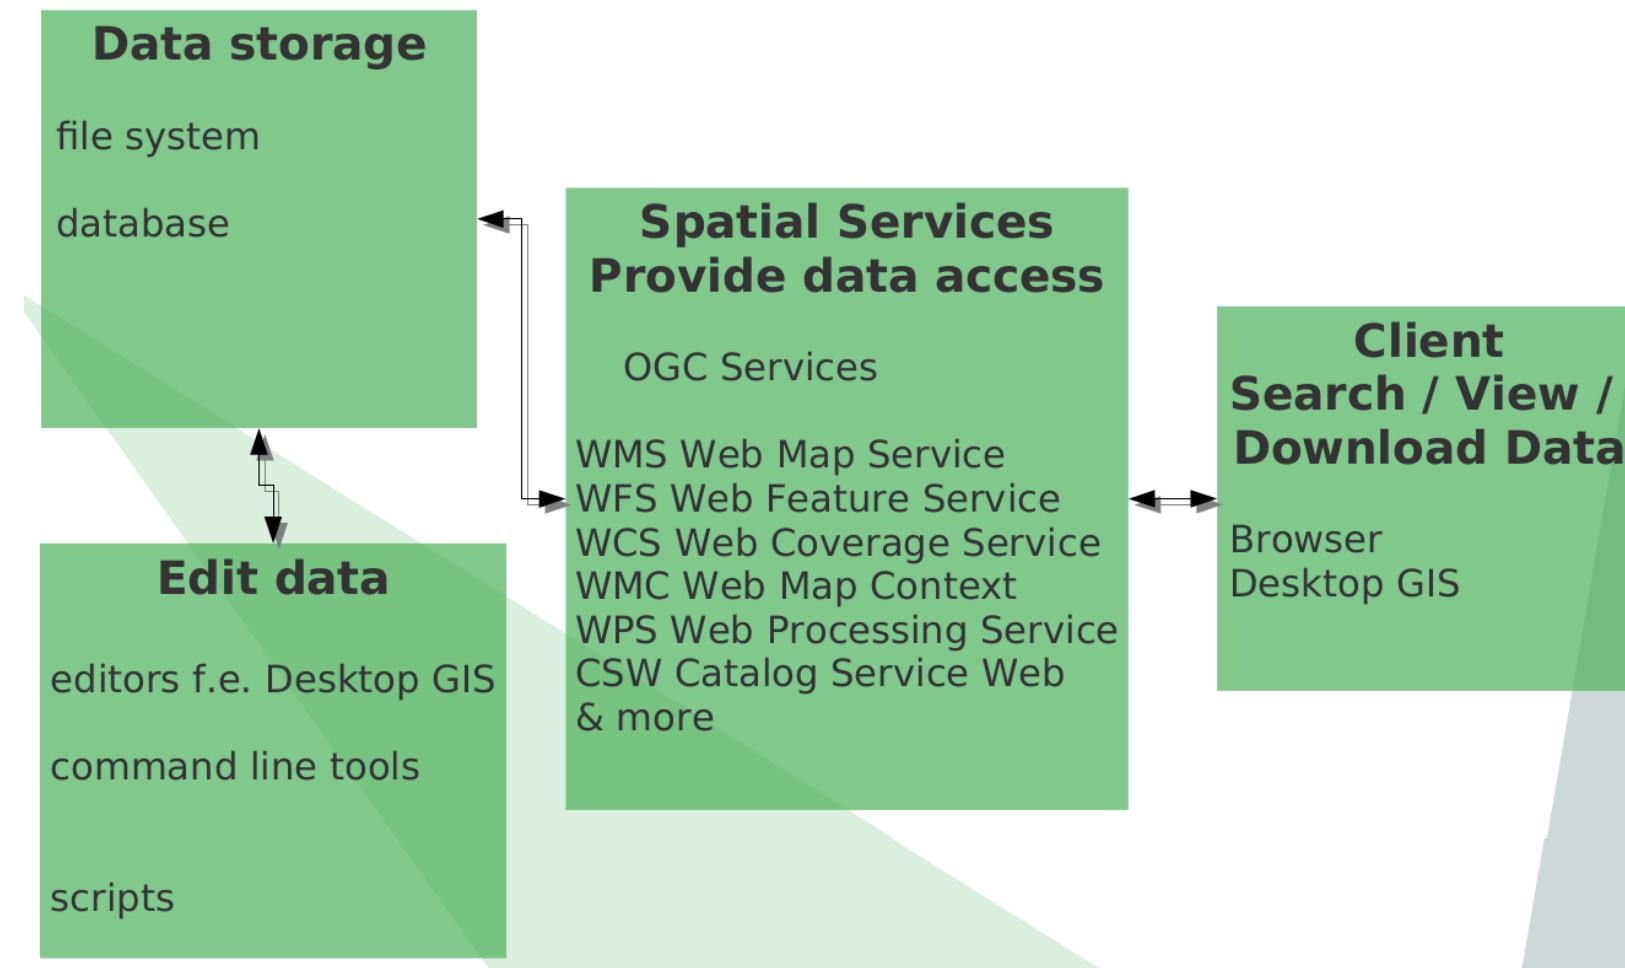 Data storage
file system
database
Edit data
editors f.e. Desktop GIS
command line tools
scripts
Spatial Services
Provide data access
OGC Services
WMS Web Map Service
WFS Web Feature Service
WCS Web Coverage Service
WMC Web Map Context
WPS Web Processing Service
CSW Catalog Service Web
& more
Client
Search / View /
Download Data
Browser
Desktop GIS